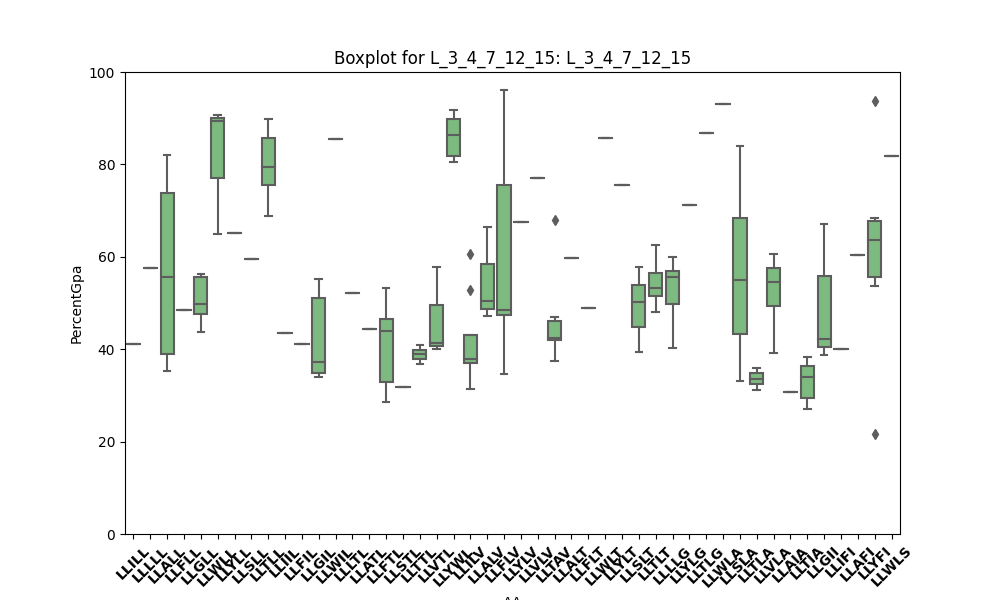 Boxplot for L_3_4_7_12_15: L_3_4_7_12_15
100
80
60
40
20
0
PercentGpa
LLILL LLLLL LLALL LLFLL LLGLL LLWLL LLYLL LLSLL LLTLL LLIIL LLFIL LLGIL LLWIL LLTIL LLATL LLFTL LLSTL LLTTL LLVTL LLYWL LLILV LLALV LLFLV LLYLV LLVLV LLTAV LLALT LLFLT LLWLT LLYLT LLSLT LLTLT LLLLG LLYLG LLTLG LLWLA LLSLA LLTLA LLVLA LLAIA LLTIA LLGII LLIFI LLAFI LLYFI LLWLS